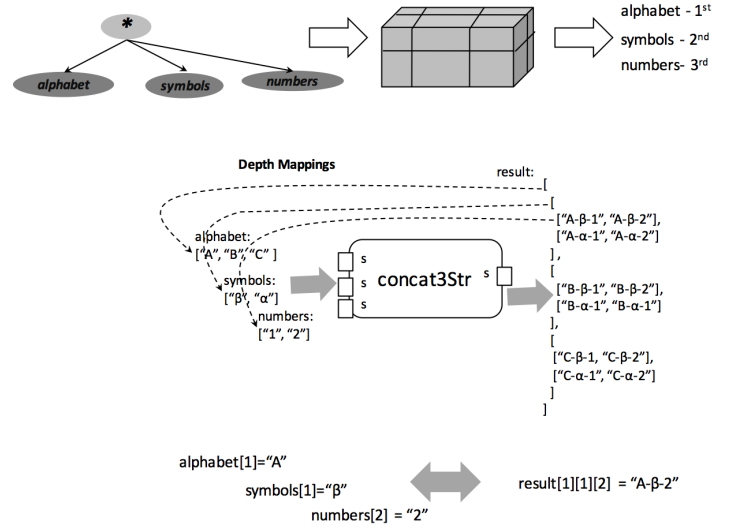 *
alphabet
symbols
numbers
alphabet - 1st
symbols - 2nd
numbers- 3rd
Depth Mappings
result:
[
[
[“A-β-1”, “A-β-2”],
[“A-α-1”, “A-α-2”]
],
[
[“B-β-1”, “B-β-2”],
[“B-α-1”, “B-α-1”]
],
[
[“C-β-1, “C-β-2”],
[“C-α-1”, “C-α-2”]
]
]
alphabet:
[“A”, “B”, “C” ]
symbols:
[“β”, “α”]
numbers:
[“1”, “2”]
s
s
s
concat3Str
s
alphabet[1]=“A”
symbols[1]=“β”
numbers[2] = “2”
result[1][1][2] = “A-β-2”